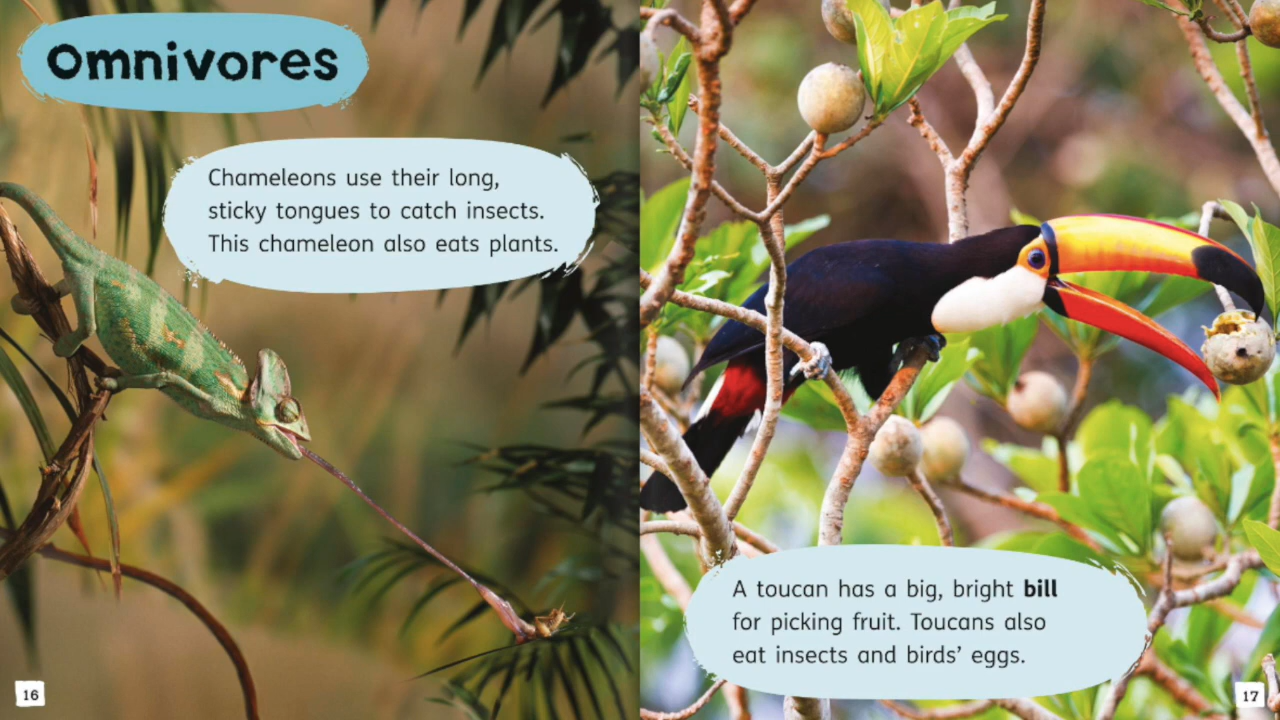 Omnivores
Chameleons use their long,
sticky tongues to catch insects.
This chameleon also eats plants.
16
A toucan has a big, bright bill
for picking fruit. Toucans also
eat insects and birds’ eggs.
17